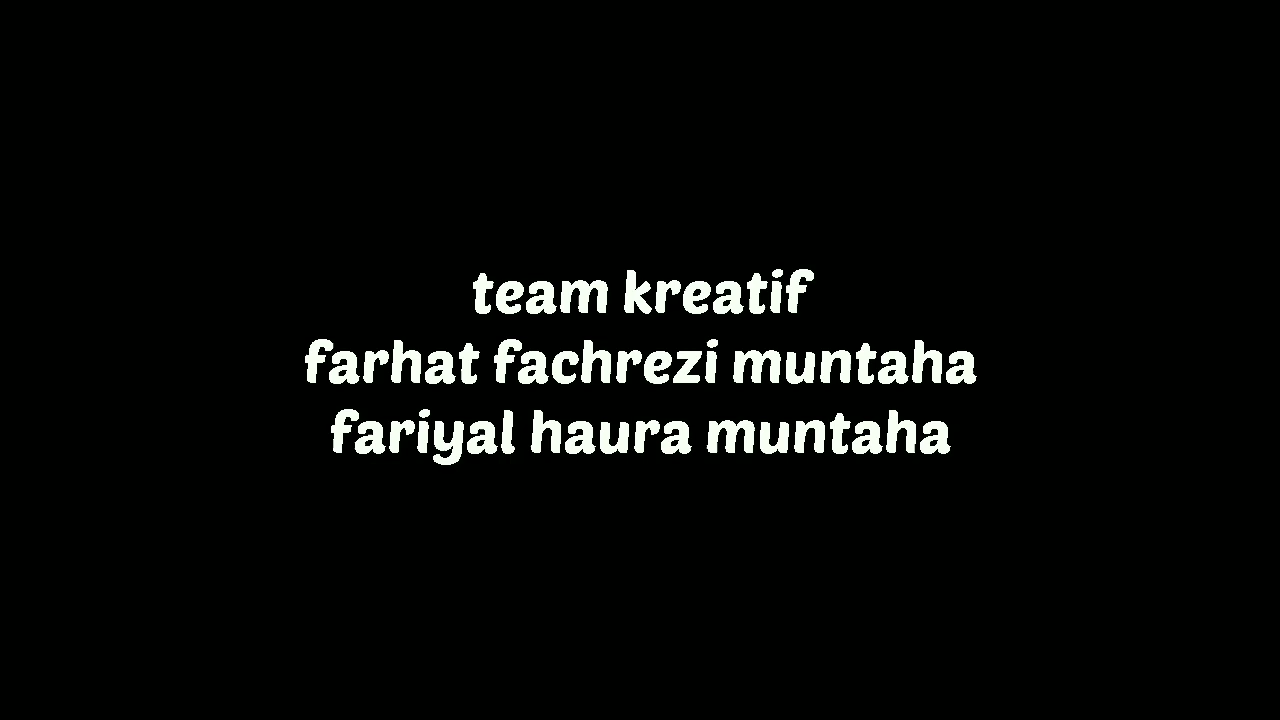 team kreatif
farhat fachrezi muntaha
fariyal haura muntaha